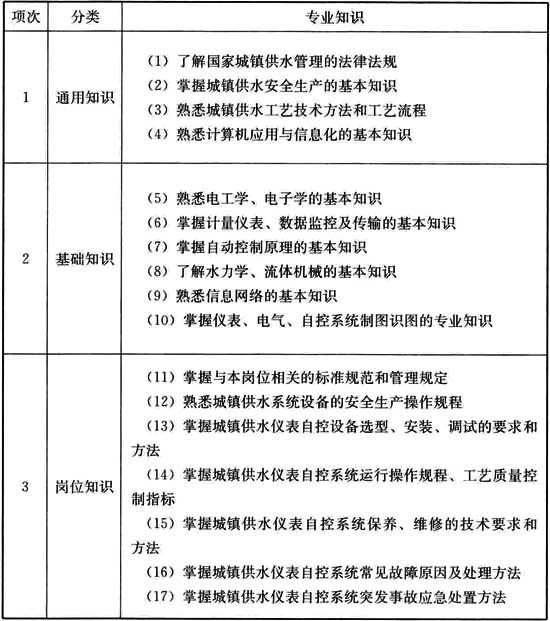 项次 分类 专业知识
1 通用知识
(1) 了解国家城镇供水管理的法律法规
(2) 掌握城镇供水安全生产的基本知识
(3) 熟悉城镇供水工艺技术方法和工艺流程
(4) 熟悉计算机应用与信息化的基本知识
2 基础知识
(5) 熟悉电工学、电子学的基本知识
(6) 掌握计量仪表、数据监控及传输的基本知识
(7) 掌握自动控制原理的基本知识
(8) 了解水力学、流体机械的基本知识
(9) 熟悉信息网络的基本知识
(10) 掌握仪表、电气、自控系统制图识图的专业知识
3 岗位知识
(11) 掌握与本岗位相关的标准规范和管理规定
(12) 熟悉城镇供水系统设备的安全生产操作规程
(13) 掌握城镇供水仪表自控设备选型、安装、调试的要求和
方法
(14) 掌握城镇供水仪表自控系统运行操作规程、工艺质量控
制指标
(15) 掌握城镇供水仪表自控系统保养、维修的技术要求和
方法
(16) 掌握城镇供水仪表自控系统常见故障原因及处理方法
(17) 掌握城镇供水仪表自控系统突发事故应急处置方法